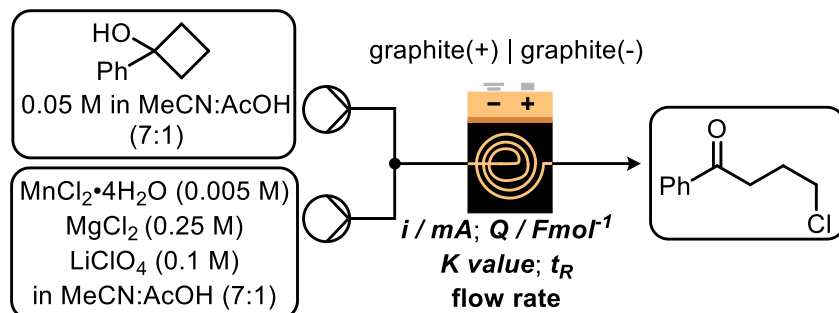 HO
Ph
0.05 M in MeCN:AcOH
(7:1)
MnCl₂•4H₂O (0.005 M)
MgCl₂ (0.25 M)
LiClO₄ (0.1 M)
in MeCN:AcOH (7:1)
graphite(+) | graphite(-)
− +
i / mA; Q / Fmol⁻¹
K value; t_R
flow rate
O
Ph
Cl